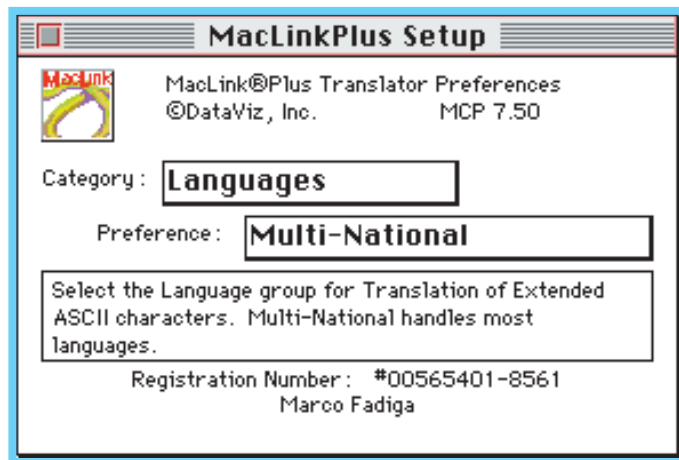 MacLinkPlus Setup
MacLink
MacLink®Plus Translator Preferences
©DataViz, Inc. MCP 7.50
Category: Languages
Preference: Multi-National
Select the Language group for Translation of Extended
ASCII characters. Multi-National handles most
languages.
Registration Number: #00565401-8561
Marco Fadiga